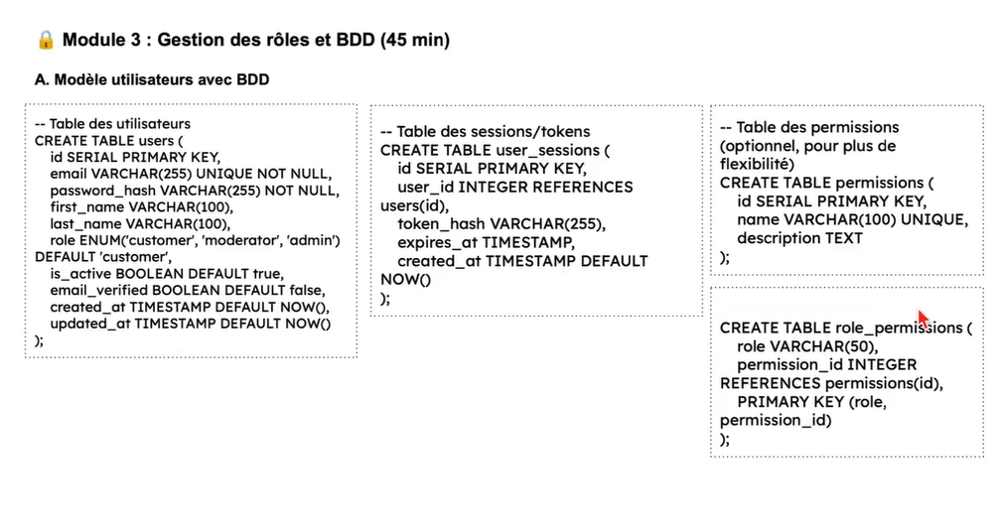 🔒 Module 3 : Gestion des rôles et BDD (45 min)
A. Modèle utilisateurs avec BDD
-- Table des utilisateurs
CREATE TABLE users (
id SERIAL PRIMARY KEY,
email VARCHAR(255) UNIQUE NOT NULL,
password_hash VARCHAR(255) NOT NULL,
first_name VARCHAR(100),
last_name VARCHAR(100),
role ENUM('customer', 'moderator', 'admin')
DEFAULT 'customer',
is_active BOOLEAN DEFAULT true,
email_verified BOOLEAN DEFAULT false,
created_at TIMESTAMP DEFAULT NOW(),
updated_at TIMESTAMP DEFAULT NOW()
);
-- Table des sessions/tokens
CREATE TABLE user_sessions (
id SERIAL PRIMARY KEY,
user_id INTEGER REFERENCES
users(id),
token_hash VARCHAR(255),
expires_at TIMESTAMP,
created_at TIMESTAMP DEFAULT
NOW()
);
-- Table des permissions
(optionnel, pour plus de
flexibilité)
CREATE TABLE permissions (
id SERIAL PRIMARY KEY,
name VARCHAR(100) UNIQUE,
description TEXT
);
CREATE TABLE role_permissions (
role VARCHAR(50),
permission_id INTEGER
REFERENCES permissions(id),
PRIMARY KEY (role,
permission_id)
);